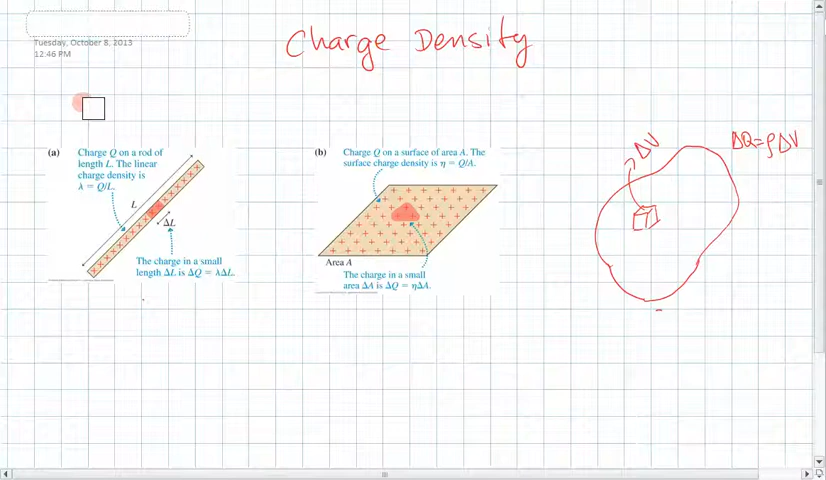 Charge Density
Tuesday, October 8, 2013
12:46 PM
(a)
Charge Q on a rod of
length L. The linear
charge density is
λ = Q/L.
L
ΔL
The charge in a small
length ΔL is ΔQ = λΔL.
(b)
Charge Q on a surface of area A. The
surface charge density is η = Q/A.
Area A
The charge in a small
area ΔA is ΔQ = ηΔA.
ΔV
ΔQ=ρΔV